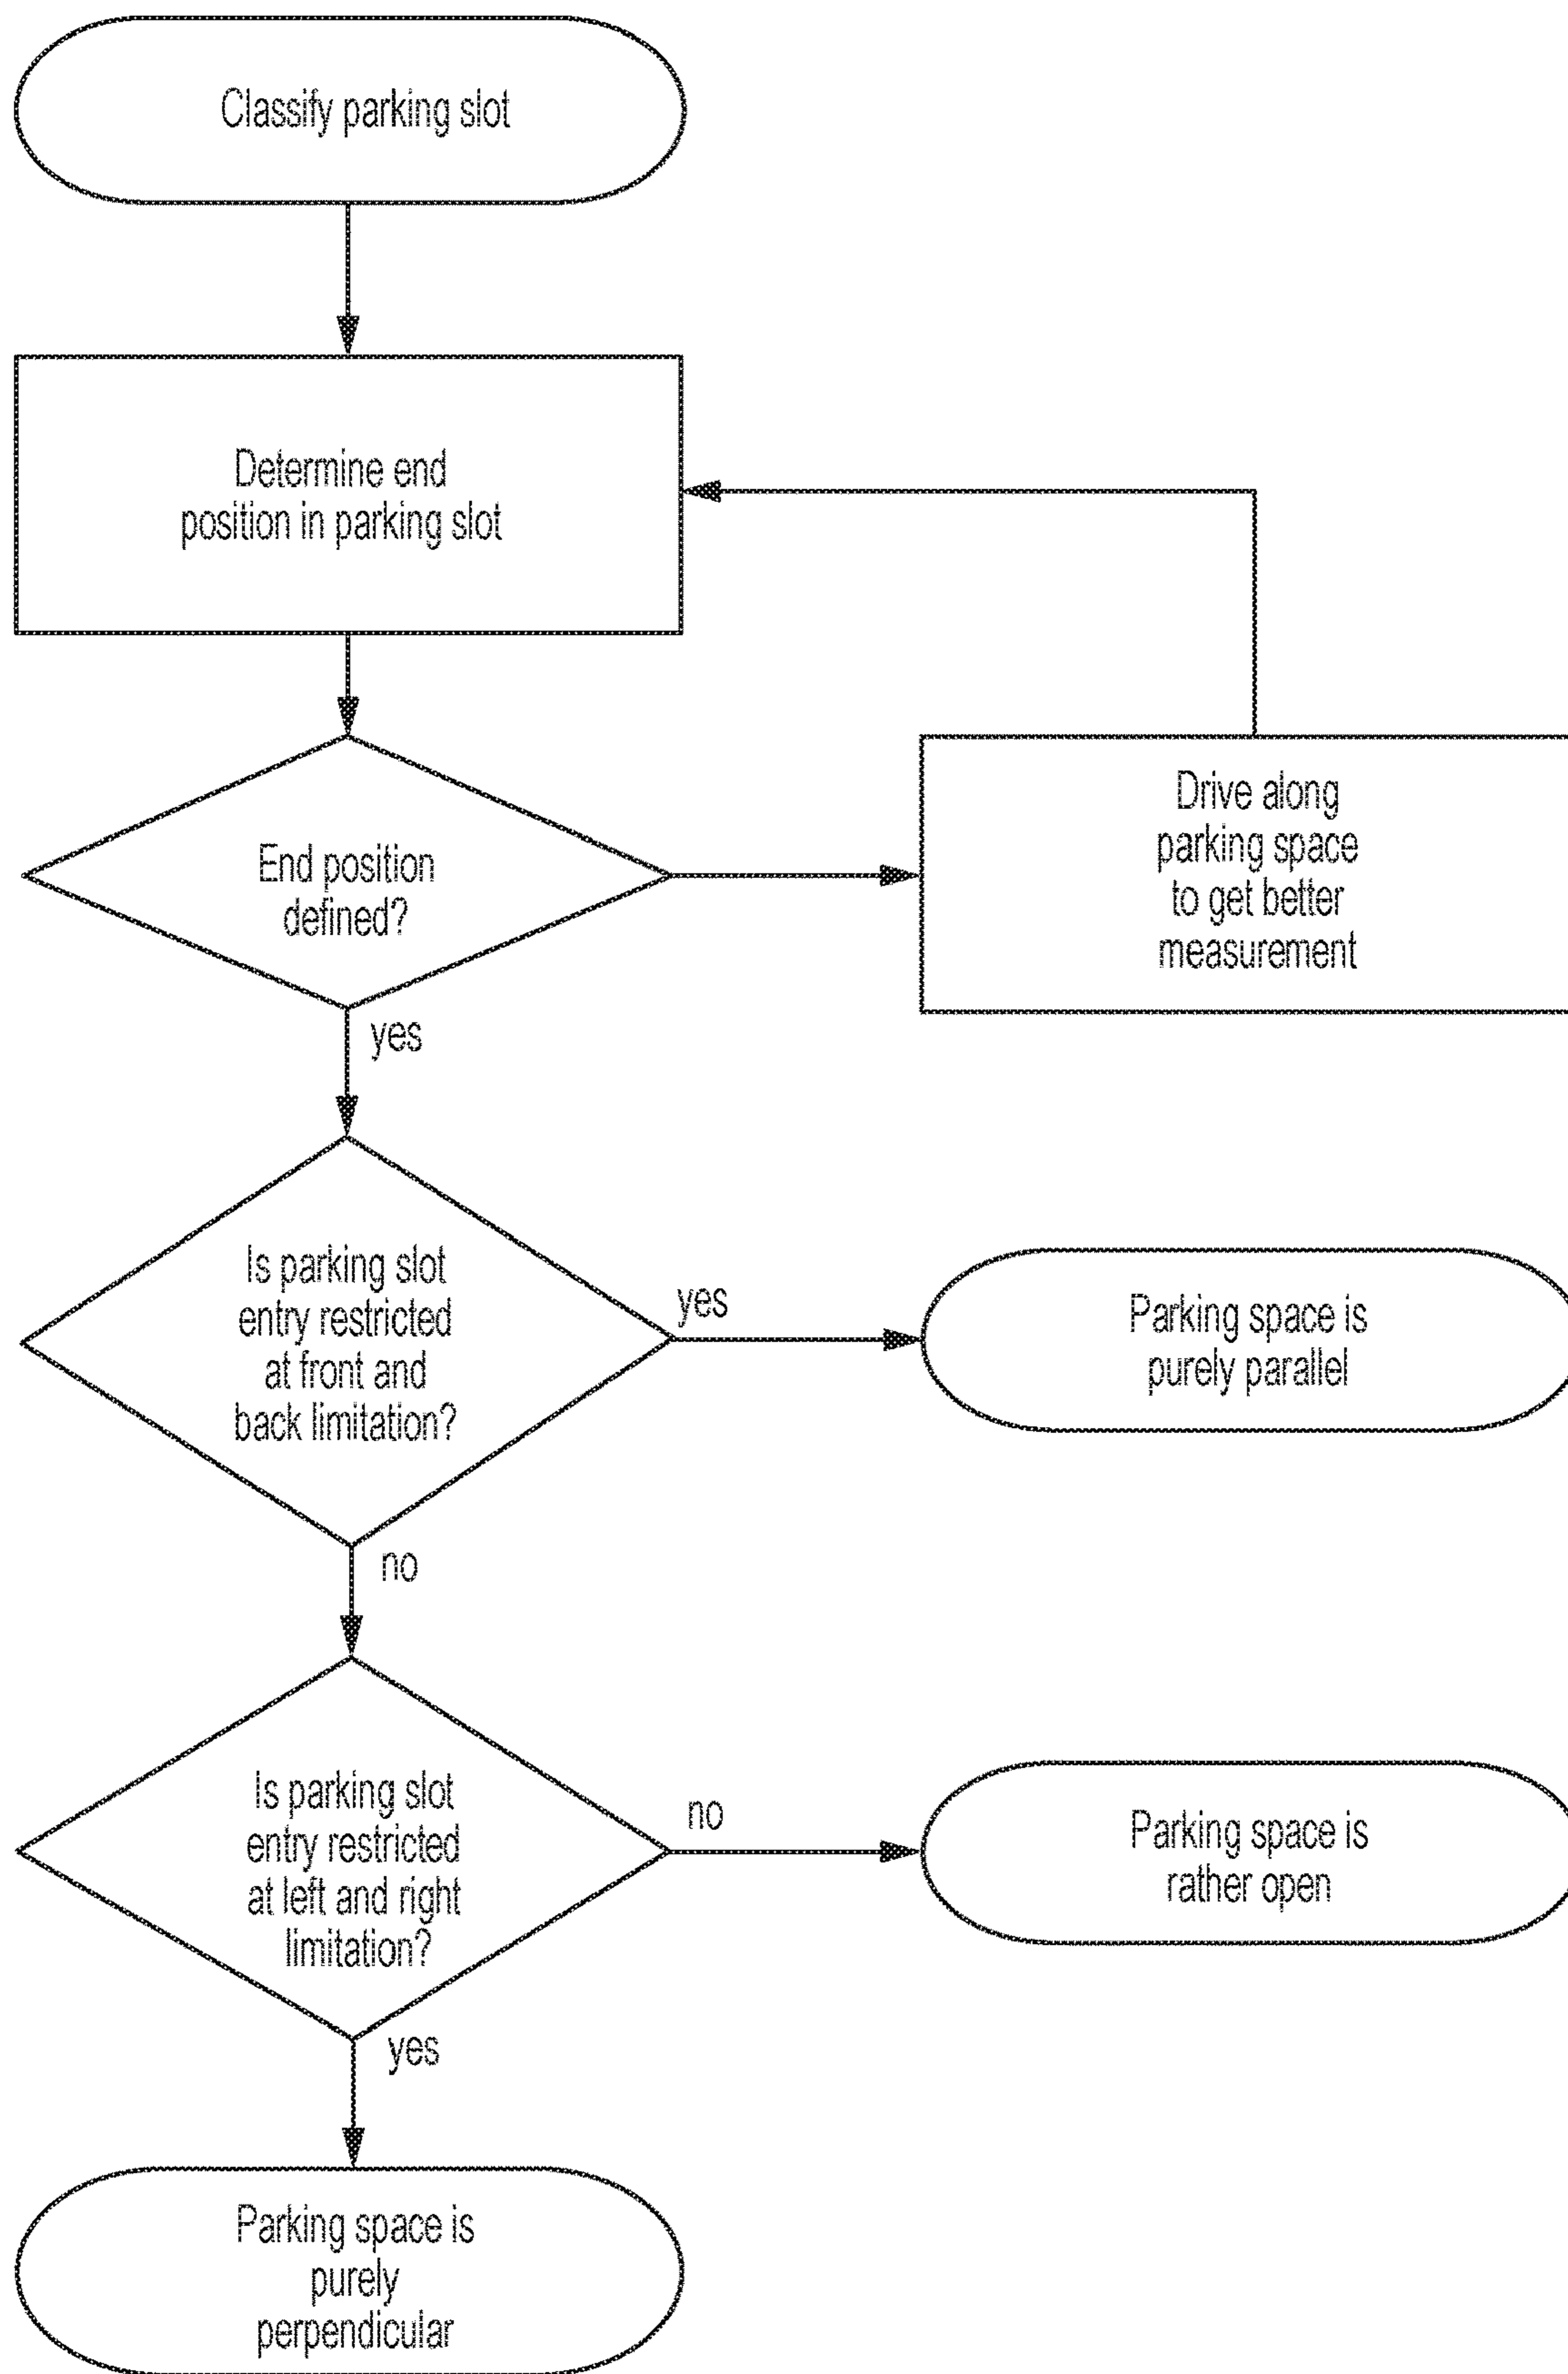 Classify parking slot
Determine end
position in parking slot
End position
defined?
Drive along
parking space
to get better
measurement
yes
Is parking slot
entry restricted
at front and
back limitation?
yes
Parking space is
purely parallel
no
Is parking slot
entry restricted
at left and right
limitation?
no
Parking space is
rather open
yes
Parking space is
purely
perpendicular